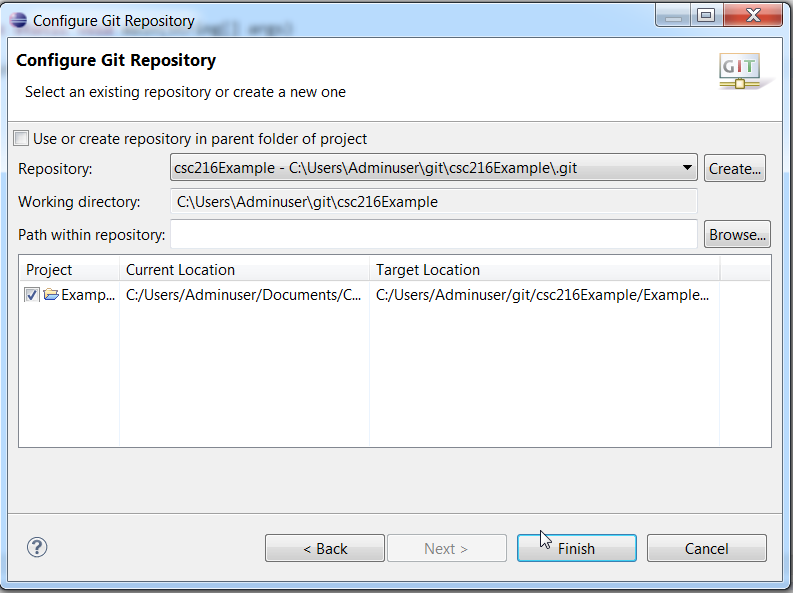 Configure Git Repository
Configure Git Repository
GIT
Select an existing repository or create a new one
Use or create repository in parent folder of project
Repository: csc216Example - C:\Users\Adminuser\git\csc216Example\.git Create...
Working directory: C:\Users\Adminuser\git\csc216Example
Path within repository: Browse...
Project Current Location Target Location
Examp... C:/Users/Adminuser/Documents/C... C:/Users/Adminuser/git/csc216Example/Example...
? < Back Next > Finish Cancel